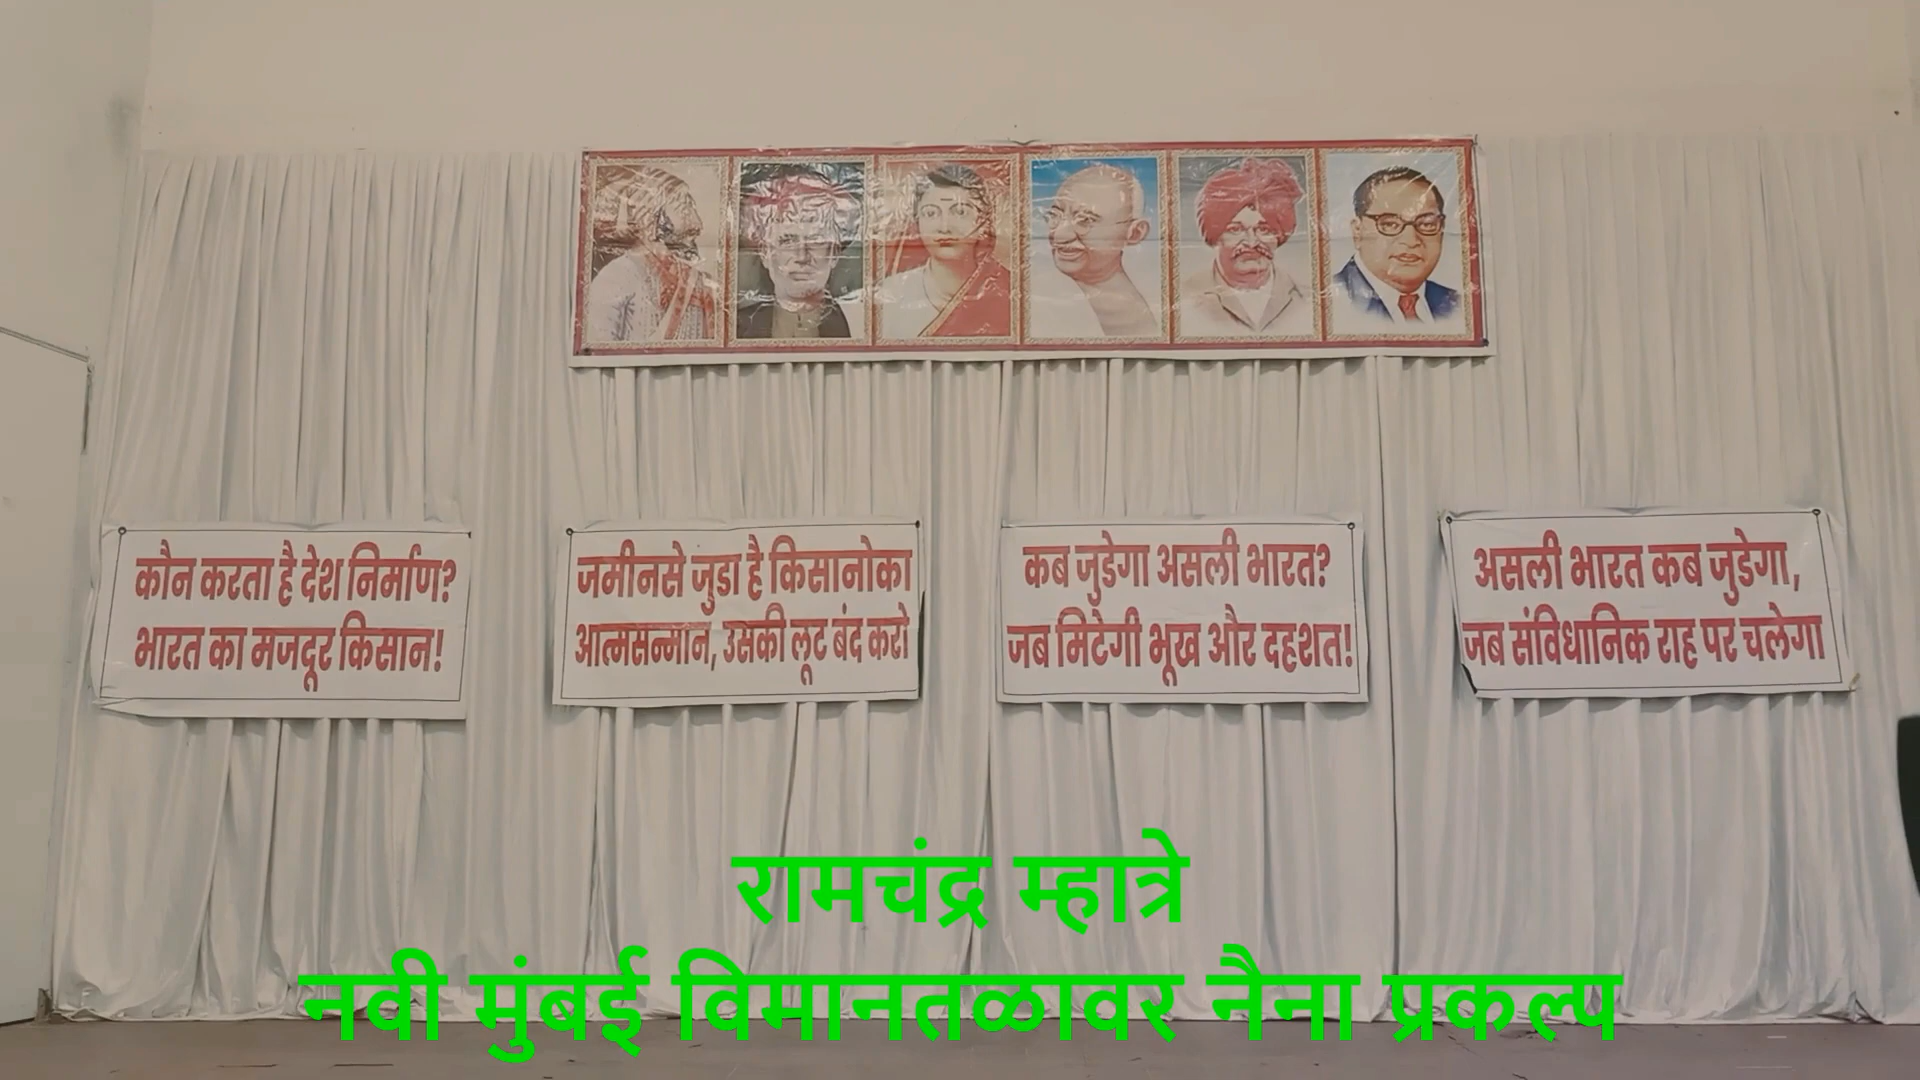 कौन करता है देश निर्माण?
भारत का मजदूर किसान!
जमीनसे जुडा है किसानोका
आत्मसन्मान, उसकी लूट बंद करो
कब जुडेगा असली भारत?
जब मिटेगी भूख और दहशत!
असली भारत कब जुडेगा,
जब संविधानिक राह पर चलेगा
रामचंद्र म्हात्रे
नवी मुंबई विमानतळावर नैना प्रकल्प